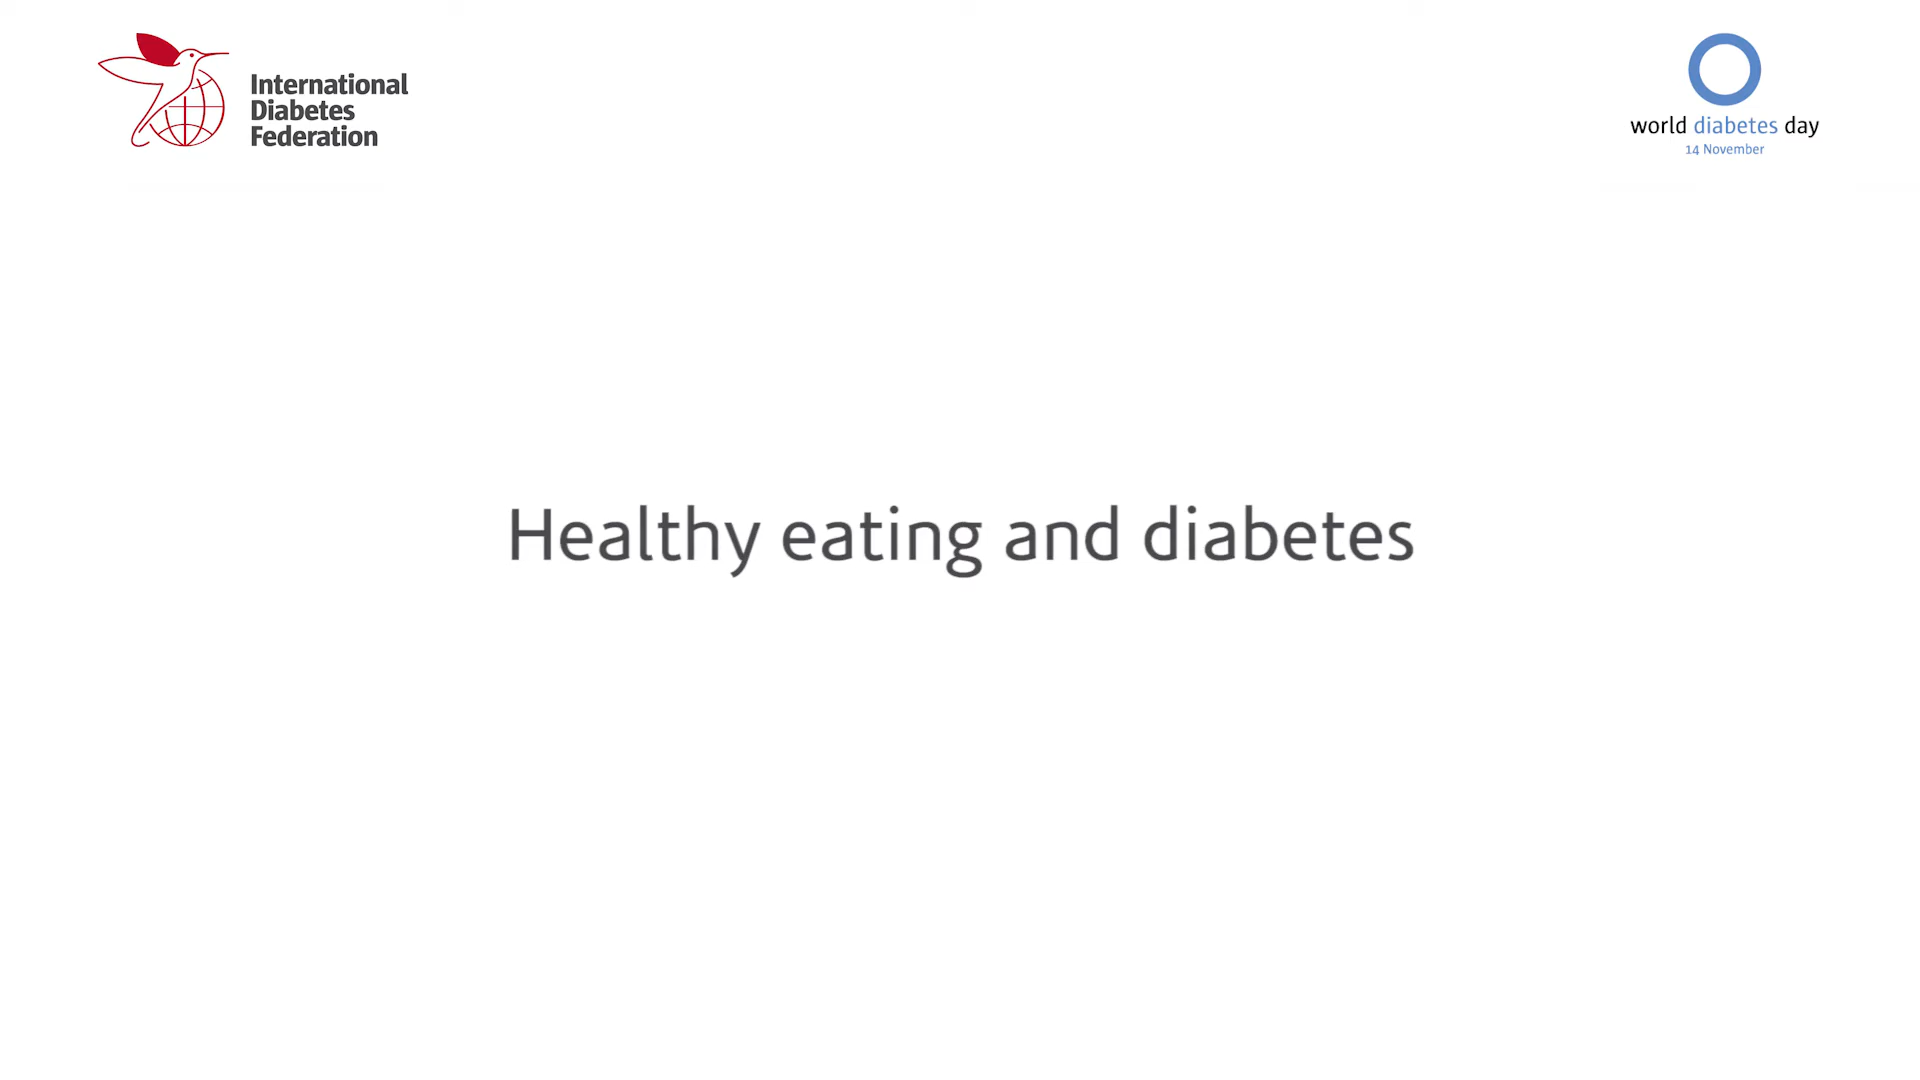 International
Diabetes
Federation
world diabetes day
14 November
Healthy eating and diabetes